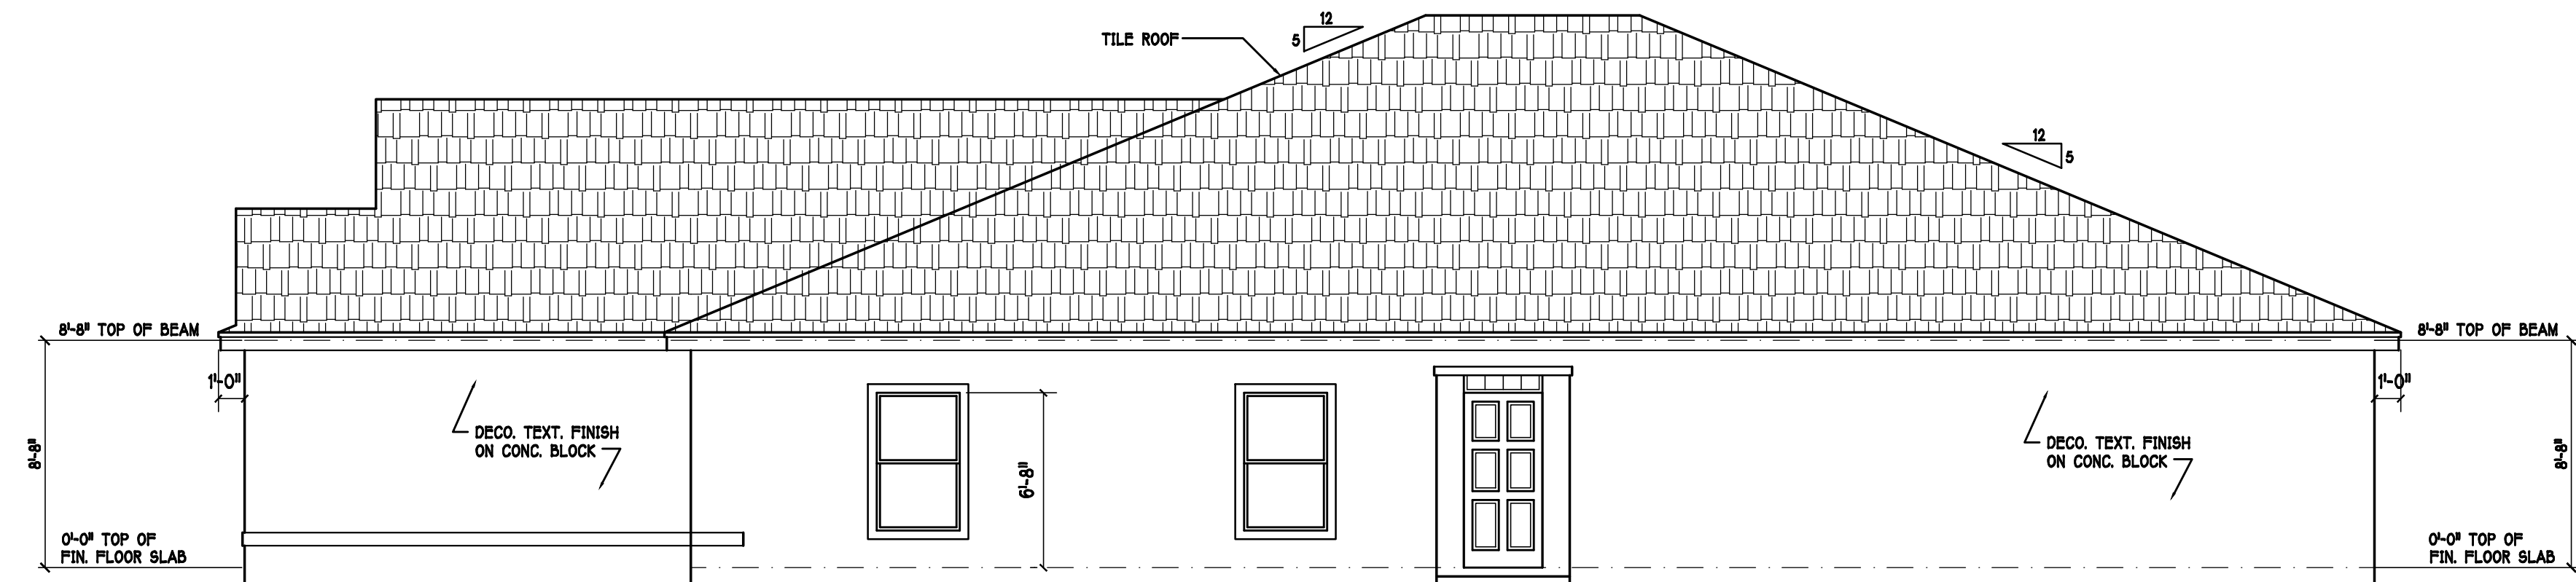 12
5
TILE ROOF
12
5
8'-8" TOP OF BEAM
8'-8" TOP OF BEAM
1'-0"
1'-0"
DECO. TEXT. FINISH
ON CONC. BLOCK
DECO. TEXT. FINISH
ON CONC. BLOCK
8'-8"
6'-8"
8'-8"
0'-0" TOP OF
FIN. FLOOR SLAB
0'-0" TOP OF
FIN. FLOOR SLAB